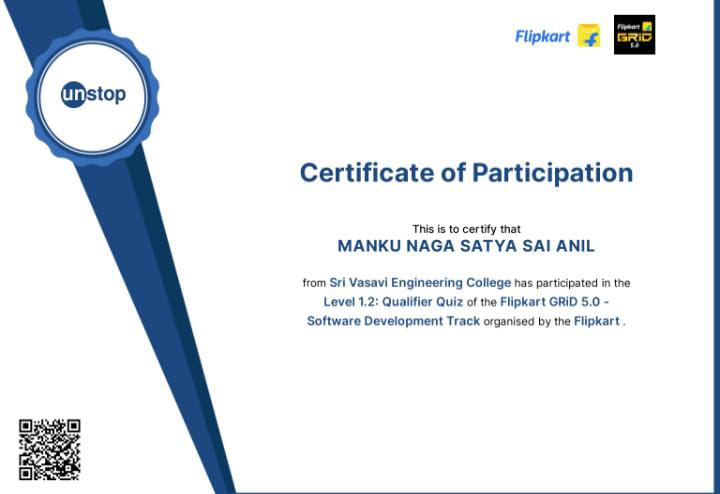 Flipkart
Flipkart
GRiD
5.0
unstop
Certificate of Participation
This is to certify that
MANKU NAGA SATYA SAI ANIL
from Sri Vasavi Engineering College has participated in the
Level 1.2: Qualifier Quiz of the Flipkart GRiD 5.0 -
Software Development Track organised by the Flipkart .